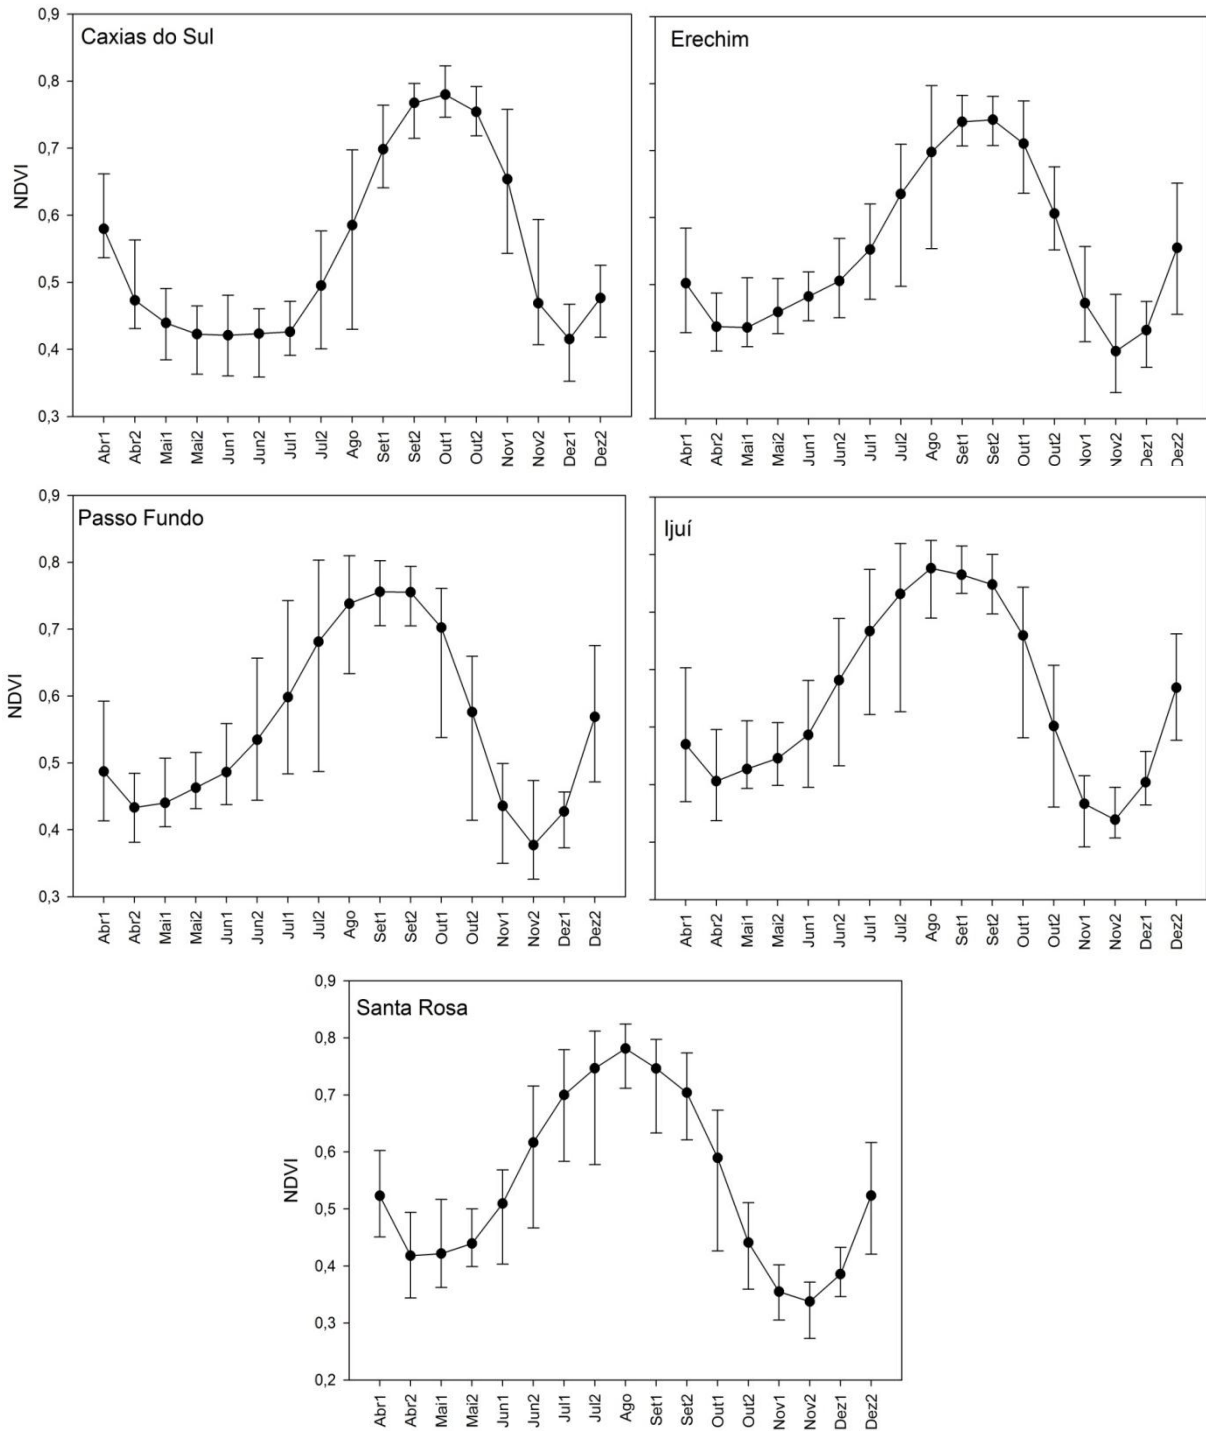 Caxias do Sul
NDVI
0,9
0,8
0,7
0,6
0,5
0,4
0,3
Abr1 Abr2 Mai1 Mai2 Jun1 Jun2 Jul1 Jul2 Ago Set1 Set2 Out1 Out2 Nov1 Nov2 Dez1 Dez2
Erechim
Abr1 Abr2 Mai1 Mai2 Jun1 Jun2 Jul1 Jul2 Ago Set1 Set2 Out1 Out2 Nov1 Nov2 Dez1 Dez2
Passo Fundo
NDVI
0,9
0,8
0,7
0,6
0,5
0,4
0,3
Abr1 Abr2 Mai1 Mai2 Jun1 Jun2 Jul1 Jul2 Ago Set1 Set2 Out1 Out2 Nov1 Nov2 Dez1 Dez2
Ijuí
Abr1 Abr2 Mai1 Mai2 Jun1 Jun2 Jul1 Jul2 Ago Set1 Set2 Out1 Out2 Nov1 Nov2 Dez1 Dez2
Santa Rosa
NDVI
0,9
0,8
0,7
0,6
0,5
0,4
0,3
0,2
Abr1 Abr2 Mai1 Mai2 Jun1 Jun2 Jul1 Jul2 Ago Set1 Set2 Out1 Out2 Nov1 Nov2 Dez1 Dez2